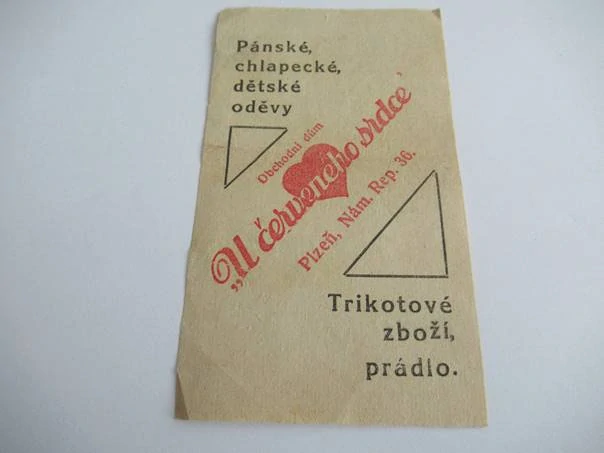 Pánské,
chlapecké,
dětské
oděvy
Obchodní dům
„U červeného srdce‘
Plzeň, Nám. Rep. 36.
Trikotové
zboží,
prádlo.